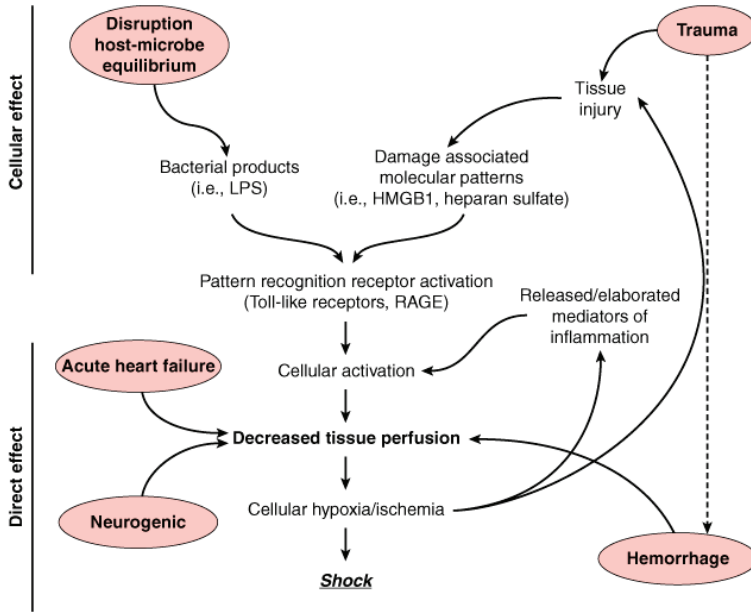 Disruption
host-microbe
equilibrium
Trauma
Cellular effect
Tissue
injury
Bacterial products
(i.e., LPS)
Damage associated
molecular patterns
(i.e., HMGB1, heparan sulfate)
Pattern recognition receptor activation
(Toll-like receptors, RAGE)
Released/elaborated
mediators of
inflammation
Acute heart failure
Cellular activation
Direct effect
Decreased tissue perfusion
Neurogenic
Cellular hypoxia/ischemia
Hemorrhage
Shock